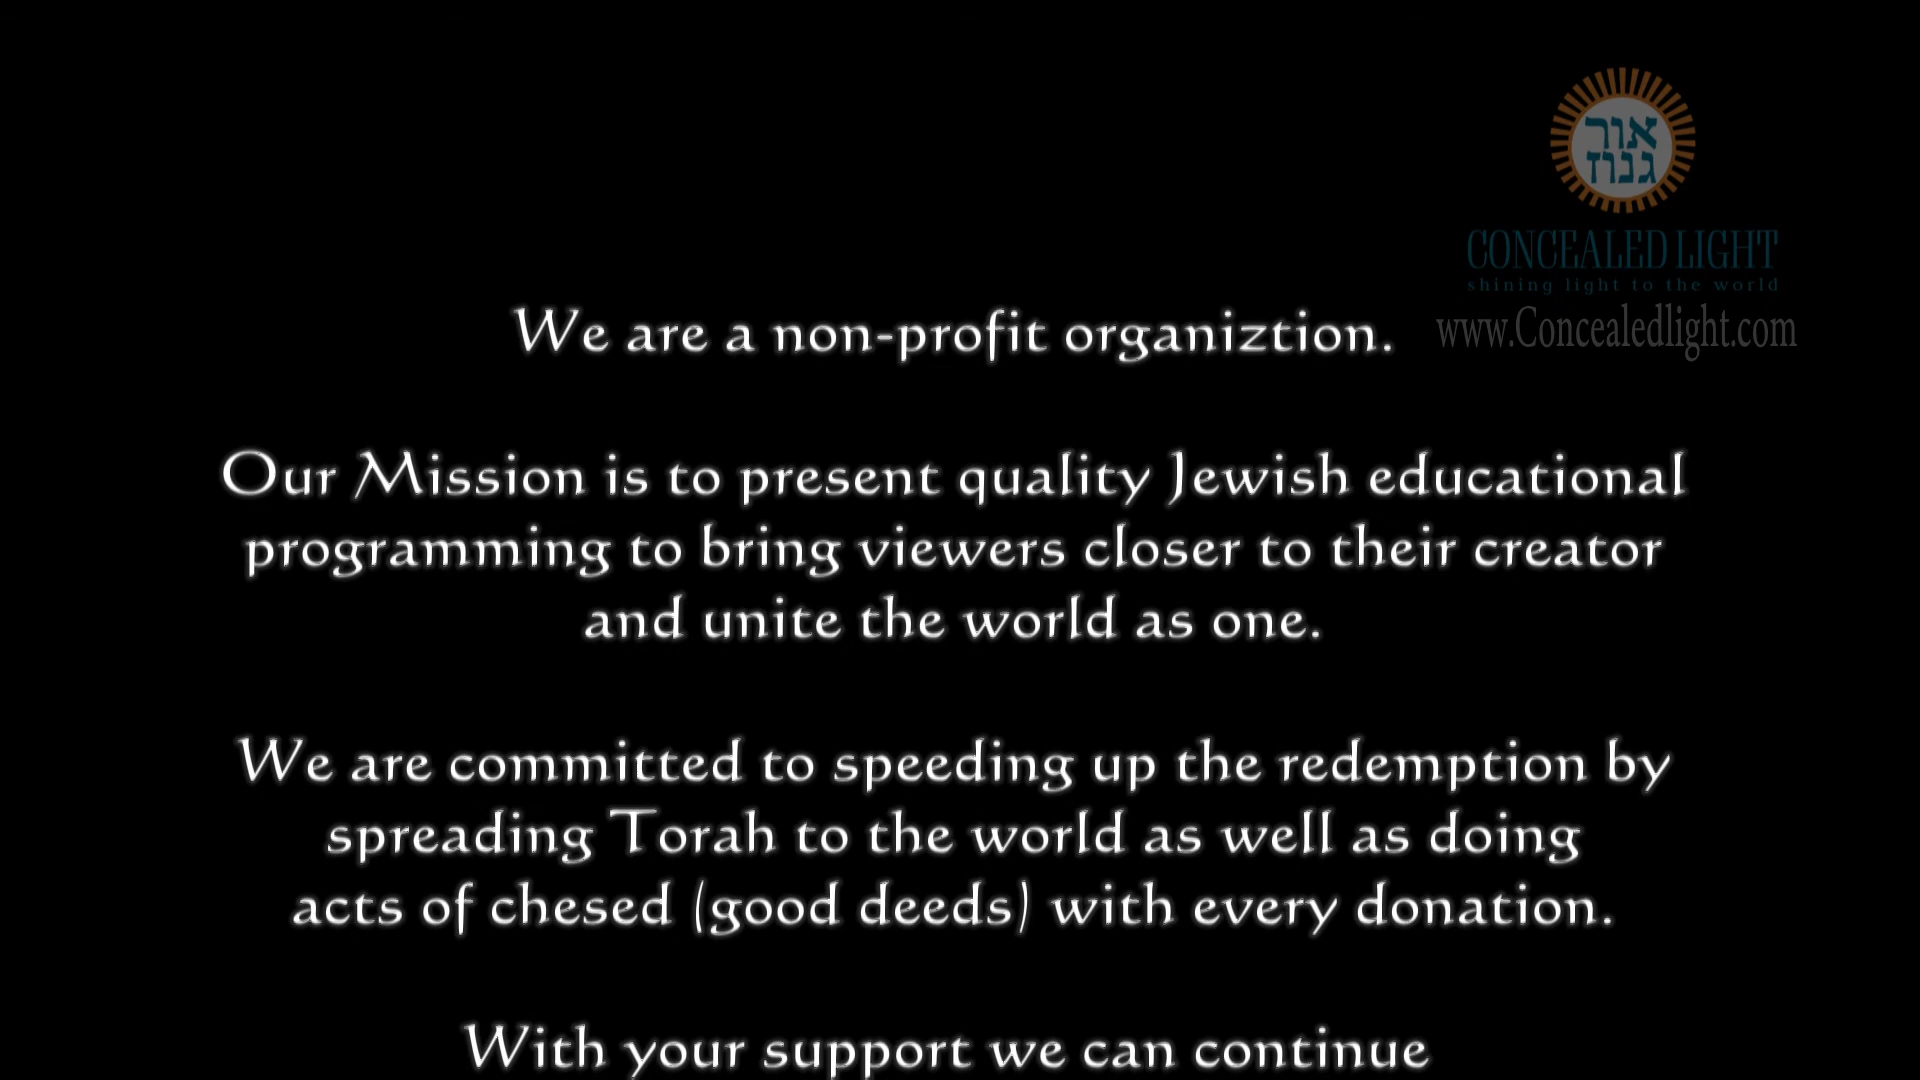 אור
גנוז
CONCEALED LIGHT
shining light to the world
www.Concealedlight.com
We are a non-profit organiztion.
Our Mission is to present quality Jewish educational
programming to bring viewers closer to their creator
and unite the world as one.
We are committed to speeding up the redemption by
spreading Torah to the world as well as doing
acts of chesed (good deeds) with every donation.
With your support we can continue